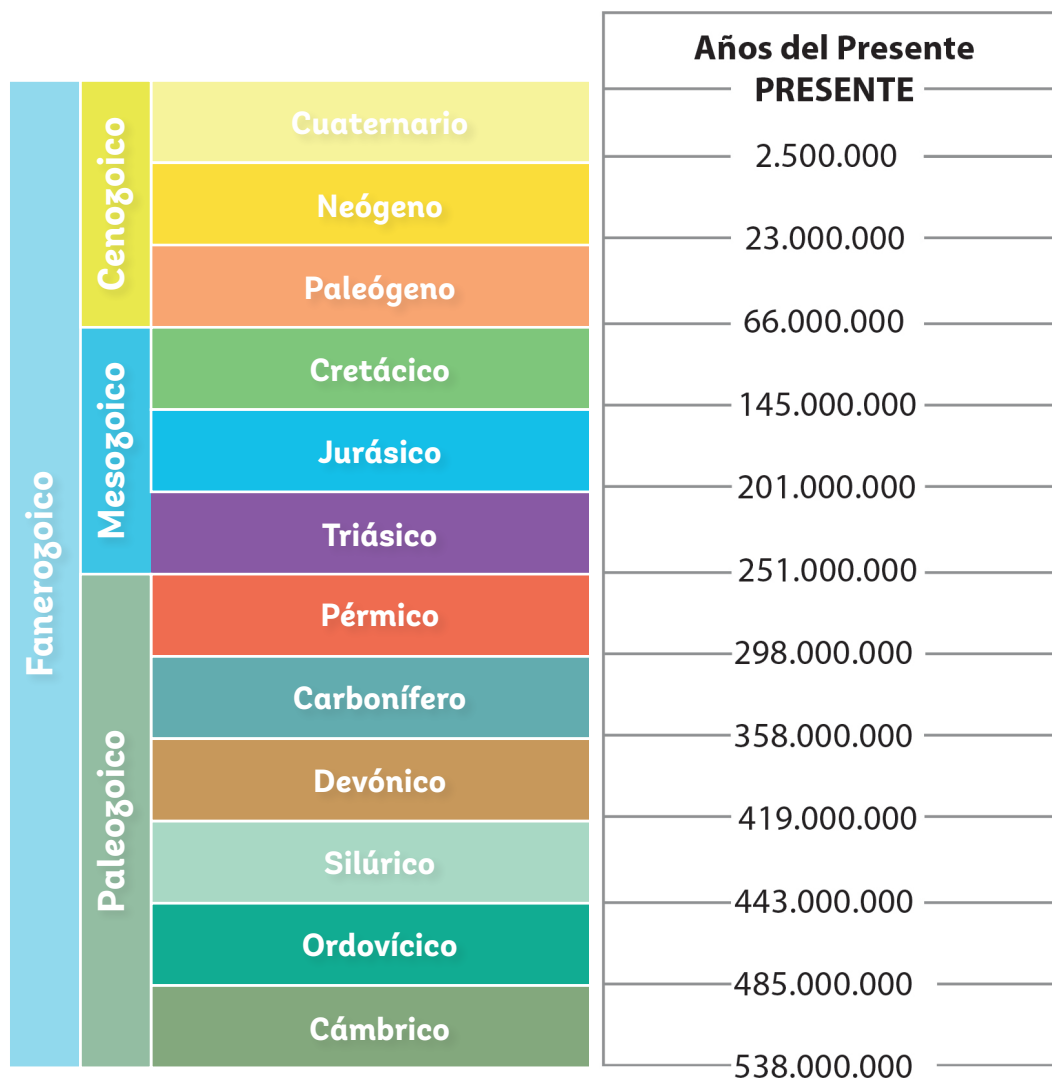 Años del Presente
PRESENTE
Fanerozoico
Cenozoico
Cuaternario
2.500.000
Neógeno
23.000.000
Paleógeno
66.000.000
Mesozoico
Cretácico
145.000.000
Jurásico
201.000.000
Triásico
251.000.000
Paleozoico
Pérmico
298.000.000
Carbonífero
358.000.000
Devónico
419.000.000
Silúrico
443.000.000
Ordovícico
485.000.000
Cámbrico
538.000.000